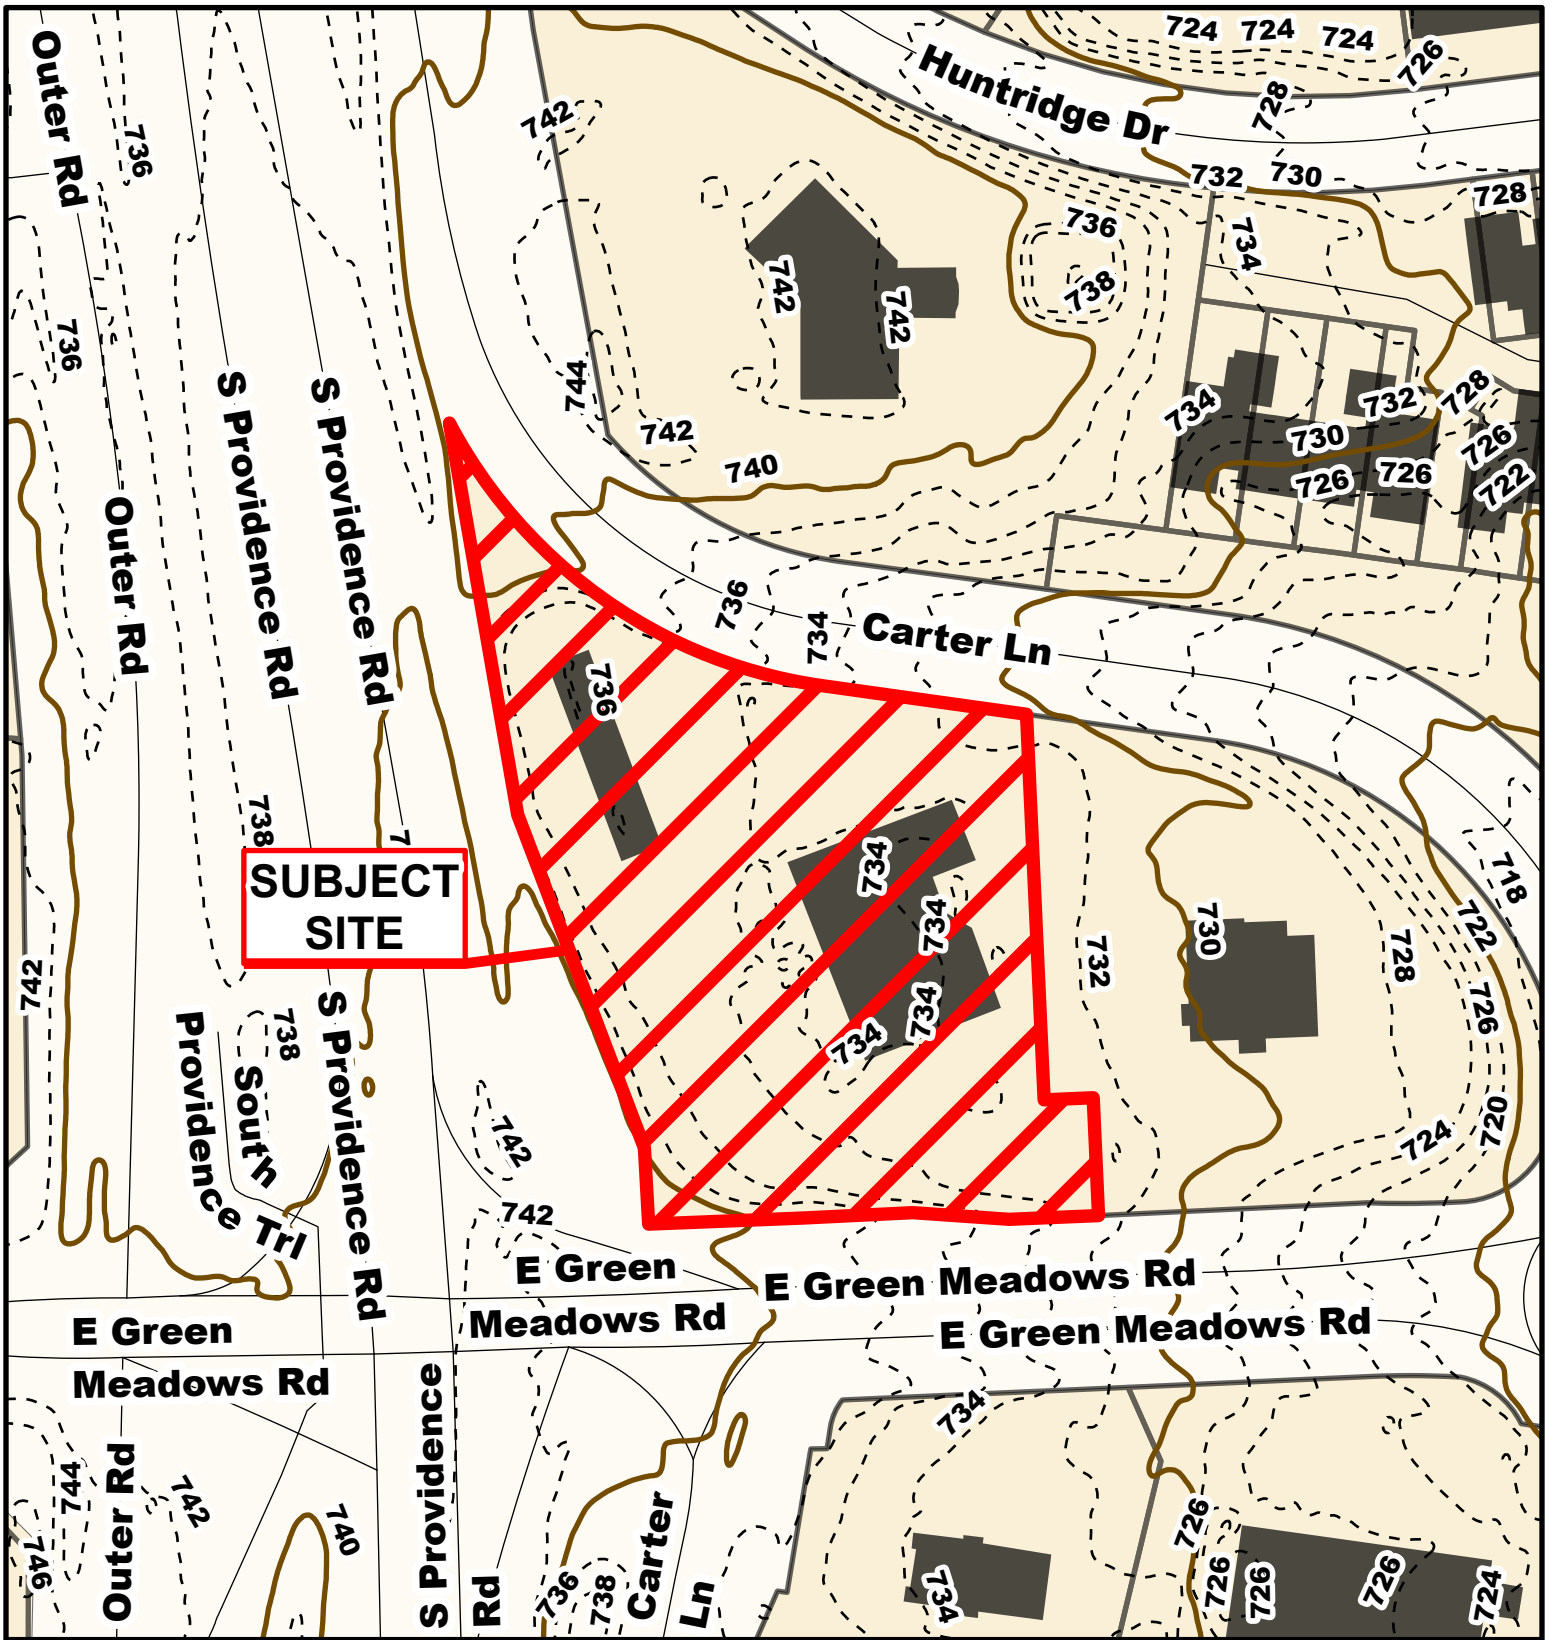 724 724 724
726
Outer Rd
Huntridge Dr
728
742
736
732 730
728
736
734
742
738
742
736
744
S Providence Rd
S Providence Rd
734
732
728
742
730
726
740
726
726
722
Outer Rd
736
734
Carter Ln
736
738
7
SUBJECT
SITE
734
718
734
730
722
732
728
742
734
726
738
734
South
Providence Trl
S Providence Rd
742
724
720
742
E Green
Meadows Rd
E Green Meadows Rd
E Green Meadows Rd
E Green
Meadows Rd
734
744
742
Outer Rd
740
746
S Providence
Rd
736
738
Carter
Ln
734
726
726
726
726
724